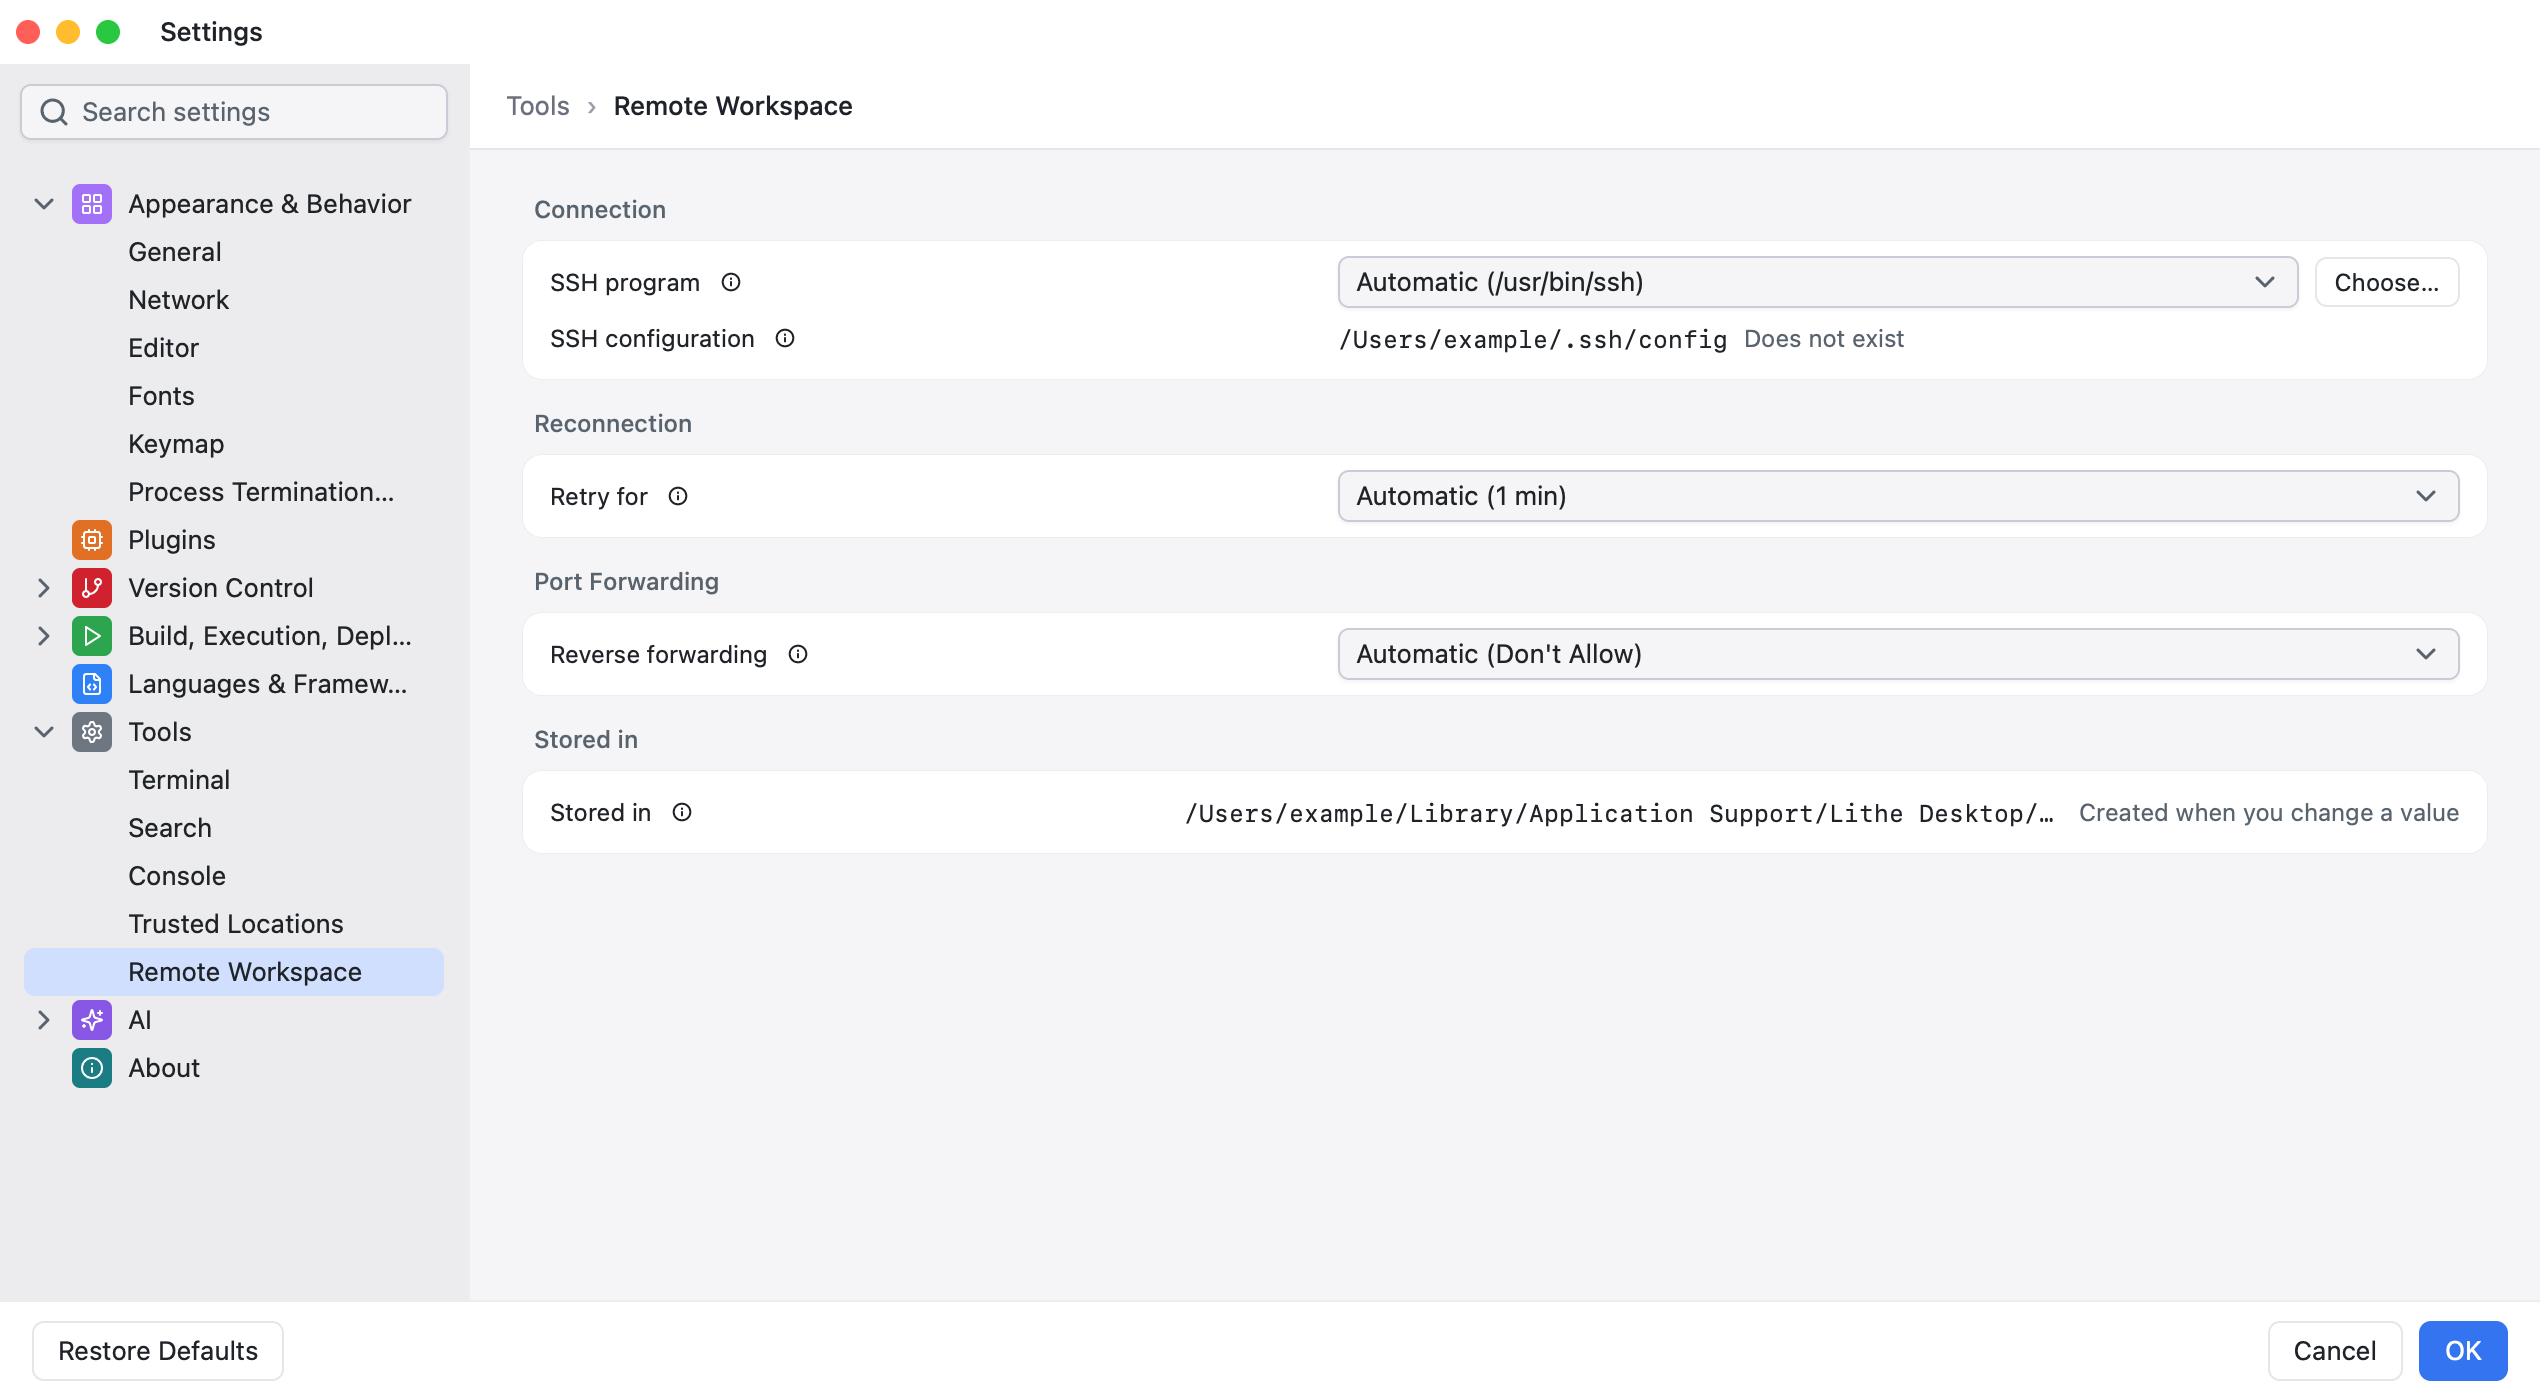 Settings
Search settings
Appearance & Behavior
General
Network
Editor
Fonts
Keymap
Process Termination...
Plugins
Version Control
Build, Execution, Depl...
Languages & Framew...
Tools
Terminal
Search
Console
Trusted Locations
Remote Workspace
AI
About
Tools › Remote Workspace
Connection
SSH program Automatic (/usr/bin/ssh) Choose...
SSH configuration /Users/example/.ssh/config Does not exist
Reconnection
Retry for Automatic (1 min)
Port Forwarding
Reverse forwarding Automatic (Don't Allow)
Stored in
Stored in /Users/example/Library/Application Support/Lithe Desktop/… Created when you change a value
Restore Defaults Cancel OK